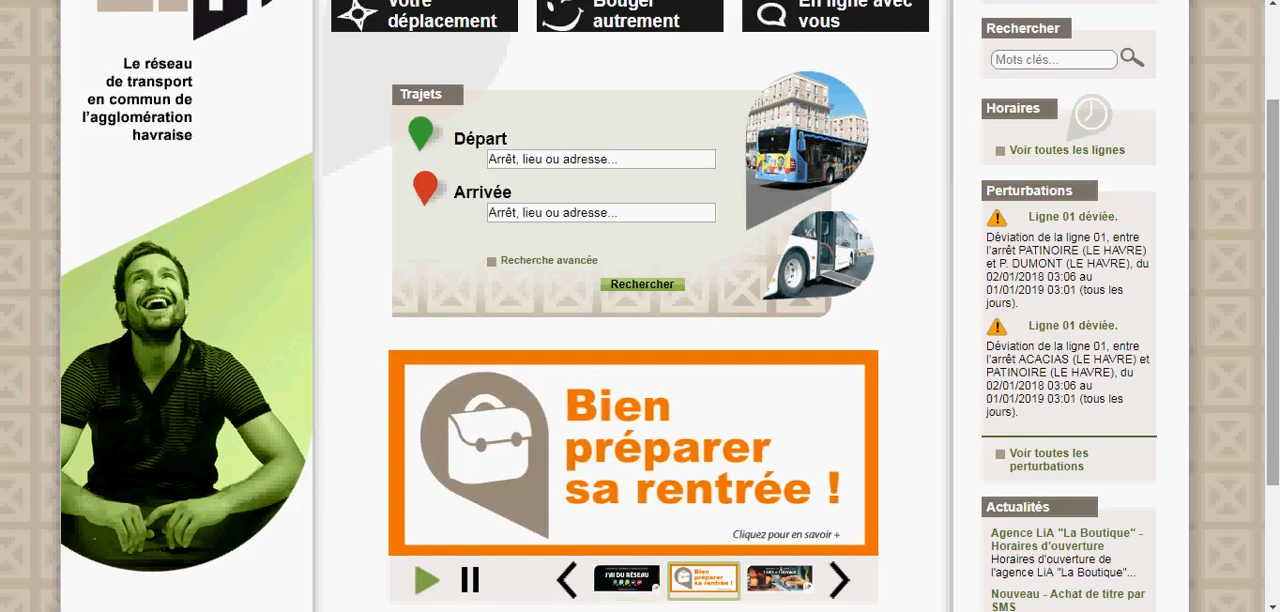 Votre
déplacement
Bouger
autrement
En ligne avec
vous
Le réseau
de transport
en commun de
l'agglomération
havraise
Trajets
Départ
Arrêt, lieu ou adresse...
Arrivée
Arrêt, lieu ou adresse...
Recherche avancée
Rechercher
Bien
préparer
sa rentrée !
Cliquez pour en savoir +
J'AI DU RÉSEAU
Bien
préparer
sa rentrée !
Rechercher
Mots clés...
Horaires
Voir toutes les lignes
Perturbations
Ligne 01 déviée.
Déviation de la ligne 01, entre
l'arrêt PATINOIRE (LE HAVRE)
et P. DUMONT (LE HAVRE), du
02/01/2018 03:06 au
01/01/2019 03:01 (tous les
jours).
Ligne 01 déviée.
Déviation de la ligne 01, entre
l'arrêt ACACIAS (LE HAVRE) et
PATINOIRE (LE HAVRE), du
02/01/2018 03:06 au
01/01/2019 03:01 (tous les
jours).
Voir toutes les
perturbations
Actualités
Agence LiA "La Boutique" -
Horaires d'ouverture
Horaires d'ouverture de
l'agence LiA "La Boutique"...
Nouveau - Achat de titre par
SMS